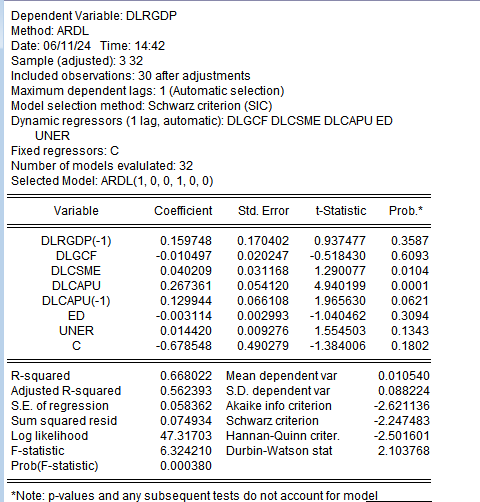 Dependent Variable: DLRGDP
Method: ARDL
Date: 06/11/24 Time: 14:42
Sample (adjusted): 3 32
Included observations: 30 after adjustments
Maximum dependent lags: 1 (Automatic selection)
Model selection method: Schwarz criterion (SIC)
Dynamic regressors (1 lag, automatic): DLGCF DLCSME DLCAPU ED
UNER
Fixed regressors: C
Number of models evalulated: 32
Selected Model: ARDL(1, 0, 0, 1, 0, 0)
Variable Coefficient Std. Error t-Statistic Prob.*
DLRGDP(-1) 0.159748 0.170402 0.937477 0.3587
DLGCF -0.010497 0.020247 -0.518430 0.6093
DLCSME 0.040209 0.031168 1.290077 0.0104
DLCAPU 0.267361 0.054120 4.940199 0.0001
DLCAPU(-1) 0.129944 0.066108 1.965630 0.0621
ED -0.003114 0.002993 -1.040462 0.3094
UNER 0.014420 0.009276 1.554503 0.1343
C -0.678548 0.490279 -1.384006 0.1802
R-squared 0.668022 Mean dependent var 0.010540
Adjusted R-squared 0.562393 S.D. dependent var 0.088224
S.E. of regression 0.058362 Akaike info criterion -2.621136
Sum squared resid 0.074934 Schwarz criterion -2.247483
Log likelihood 47.31703 Hannan-Quinn criter. -2.501601
F-statistic 6.324210 Durbin-Watson stat 2.103768
Prob(F-statistic) 0.000380
*Note: p-values and any subsequent tests do not account for model